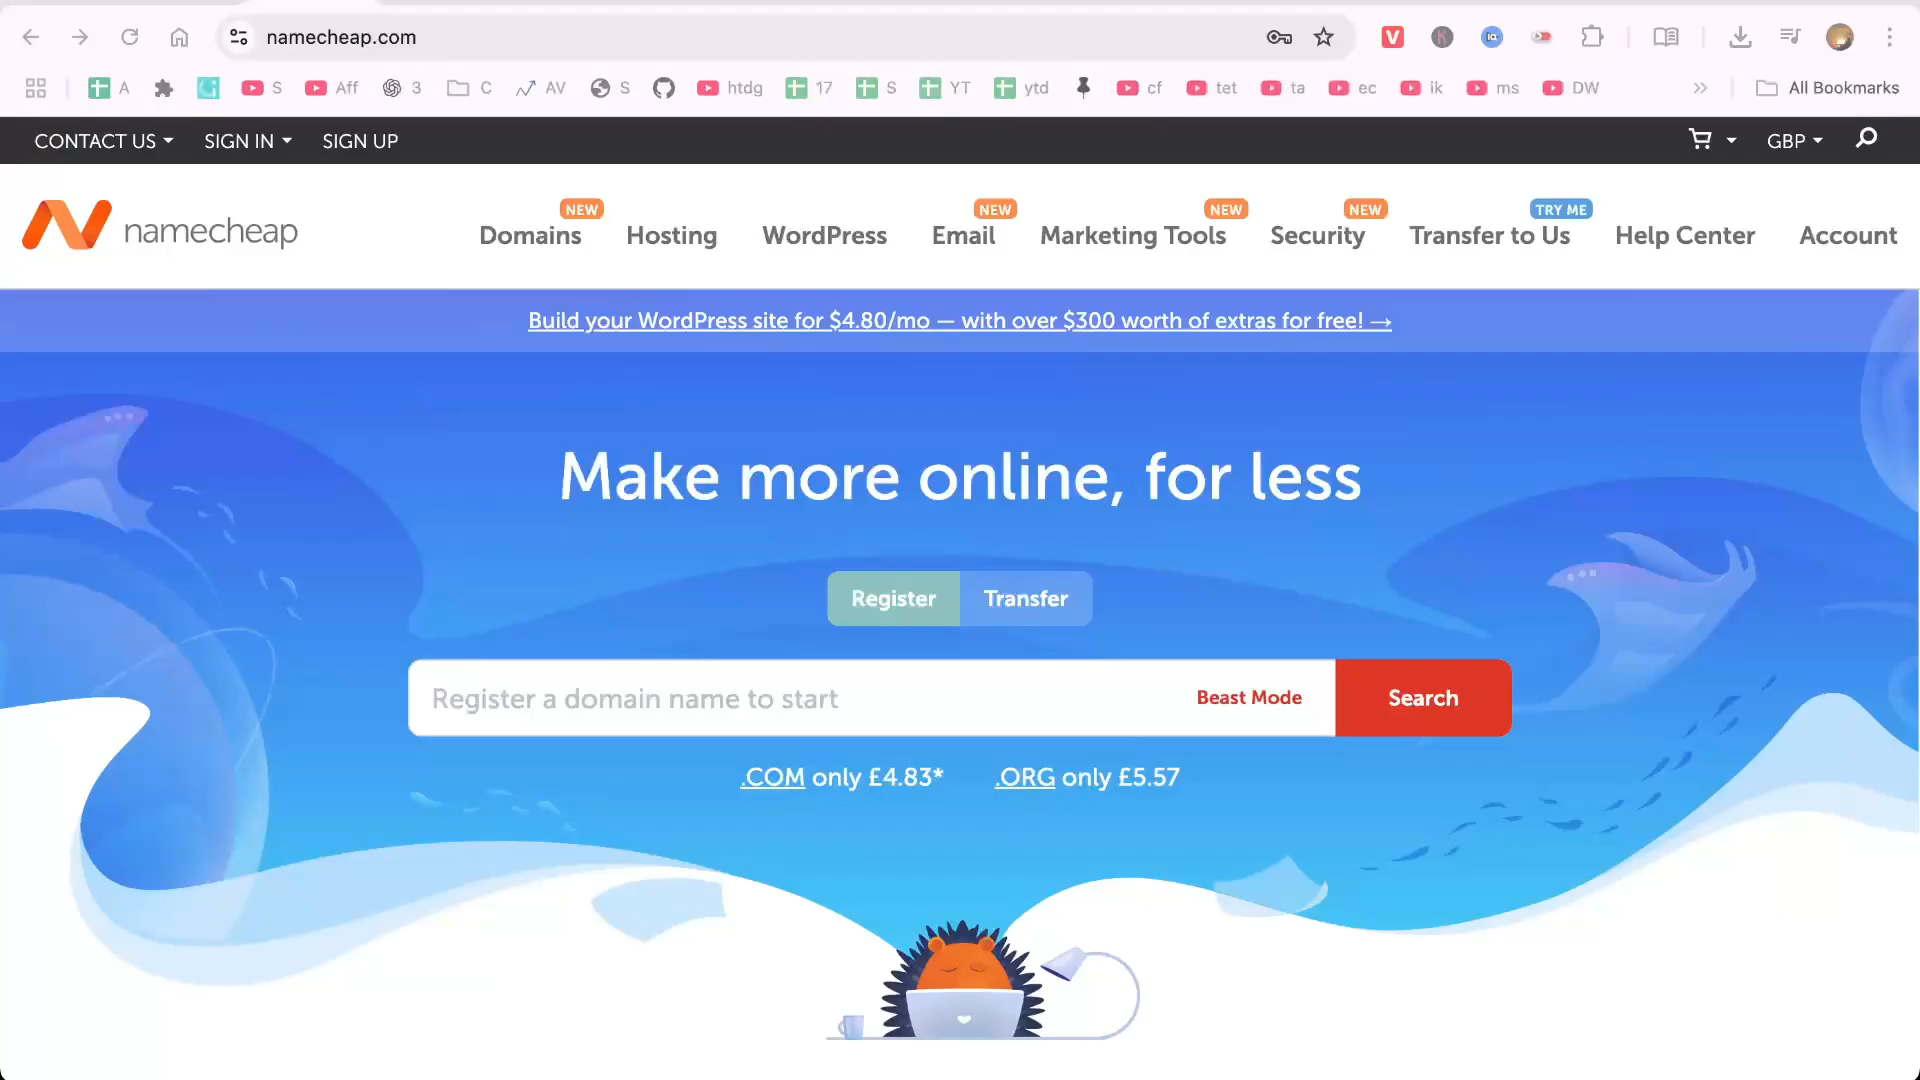 namecheap.com
A S Aff 3 C AV S htdg 17 S YT ytd cf tet ta ec ik ms DW All Bookmarks
CONTACT US SIGN IN SIGN UP GBP
NEW NEW NEW NEW TRY ME
namecheap Domains Hosting WordPress Email Marketing Tools Security Transfer to Us Help Center Account
Build your WordPress site for $4.80/mo — with over $300 worth of extras for free! →
Make more online, for less
Register Transfer
Register a domain name to start Beast Mode Search
.COM only £4.83* .ORG only £5.57